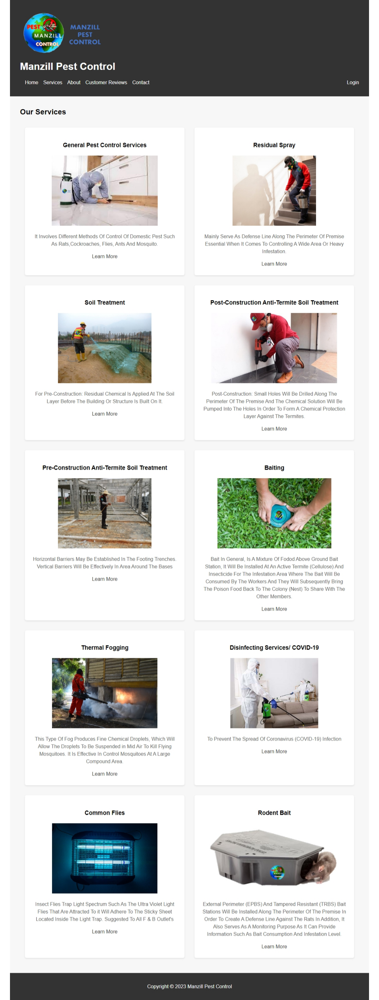 PEST
MANZILL
CONTROL
MANZILL
PEST
CONTROL
Manzill Pest Control
Home Services About Customer Reviews Contact Login
Our Services
General Pest Control Services
It Involves Different Methods Of Control Of Domestic Pest Such
As Rats,Cockroaches, Flies, Ants And Mosquito.
Learn More
Residual Spray
Mainly Serve As Defense Line Along The Perimeter Of Premise
Essential When It Comes To Controlling A Wide Area Or Heavy
Infestation.
Learn More
Soil Treatment
For Pre-Construction: Residual Chemical Is Applied At The Soil
Layer Before The Building Or Structure Is Built On It.
Learn More
Post-Construction Anti-Termite Soil Treatment
Post-Construction: Small Holes Will Be Drilled Along The
Perimeter Of The Premise And The Chemical Solution Will Be
Pumped Into The Holes In Order To Form A Chemical Protection
Layer Against The Termites.
Learn More
Pre-Construction Anti-Termite Soil Treatment
Horizontal Barriers May Be Established In The Footing Trenches.
Vertical Barriers Will Be Effectively In Area Around The Bases
Learn More
Baiting
Bait In General, Is A Mixture Of Fodod Above Ground Bait
Station, It Will Be Installed At An Active Termite (Cellulose) And
Insecticide For The Infestation Area Where The Bait Will Be
Consumed By The Workers And They Will Subsequently Bring
The Poison Food Back To The Colony (Nest) To Share With The
Other Members.
Learn More
Thermal Fogging
This Type Of Fog Produces Fine Chemical Droplets, Which Will
Allow The Droplets To Be Suspended in Mid Air To Kill Flying
Mosquitoes. It Is Effective In Control Mosquitoes At A Large
Compound Area.
Learn More
Disinfecting Services/ COVID-19
To Prevent The Spread Of Coronavirus (COVID-19) Infection
Learn More
Common Flies
Insect Flies Trap Light Spectrum Such As The Ultra Violet Light
Flies That Are Attracted To it Will Adhere To The Sticky Sheet
Located Inside The Light Trap. Suggested To All F & B Outlet's
Learn More
Rodent Bait
PEST
MANZILL
CONTROL
External Perimeter (EPBS) And Tampered Resistant (TRBS) Bait
Stations Will Be Installed Along The Perimeter Of The Premise In
Order To Create A Defense Line Against The Rats In Addition, It
Also Serves As A Monitoring Purpose As It Can Provide
Information Such As Bait Consumption And Infestation Level.
Learn More
Copyright © 2023 Manzill Pest Control